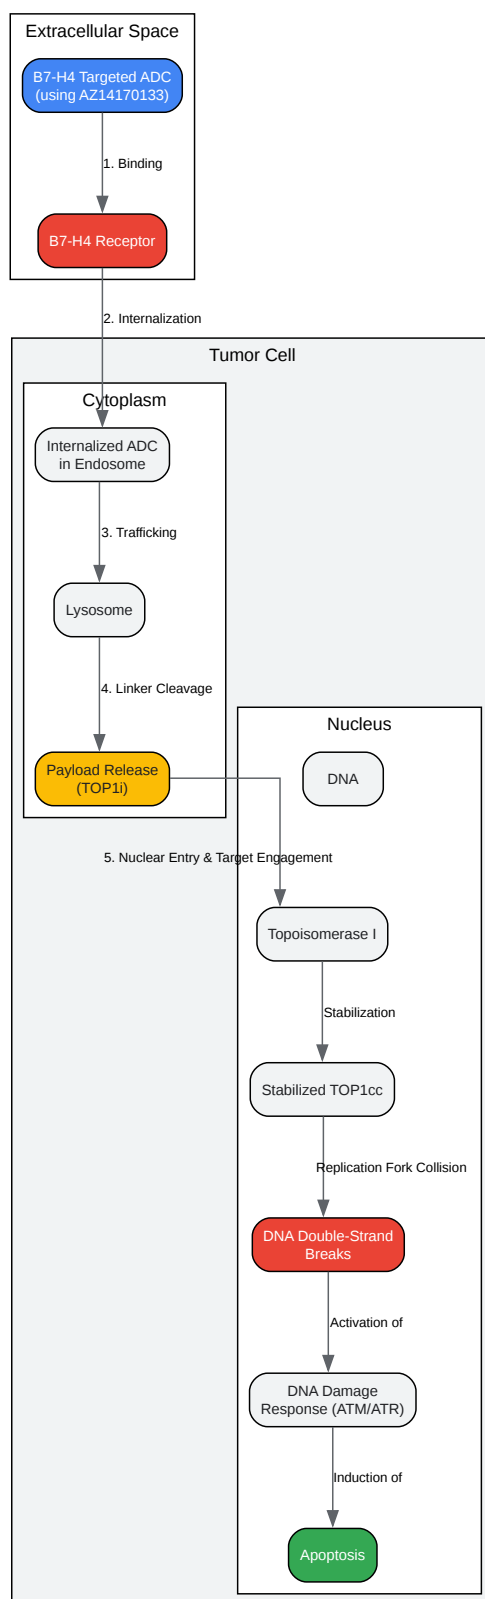 Extracellular Space
B7-H4 Targeted ADC
(using AZ14170133)
1. Binding
B7-H4 Receptor
2. Internalization
Tumor Cell
Cytoplasm
Internalized ADC
in Endosome
3. Trafficking
Lysosome
4. Linker Cleavage
Nucleus
Payload Release
(TOP1i)
DNA
5. Nuclear Entry & Target Engagement
Topoisomerase I
Stabilization
Stabilized TOP1cc
Replication Fork Collision
DNA Double-Strand
Breaks
Activation of
DNA Damage
Response (ATM/ATR)
Induction of
Apoptosis